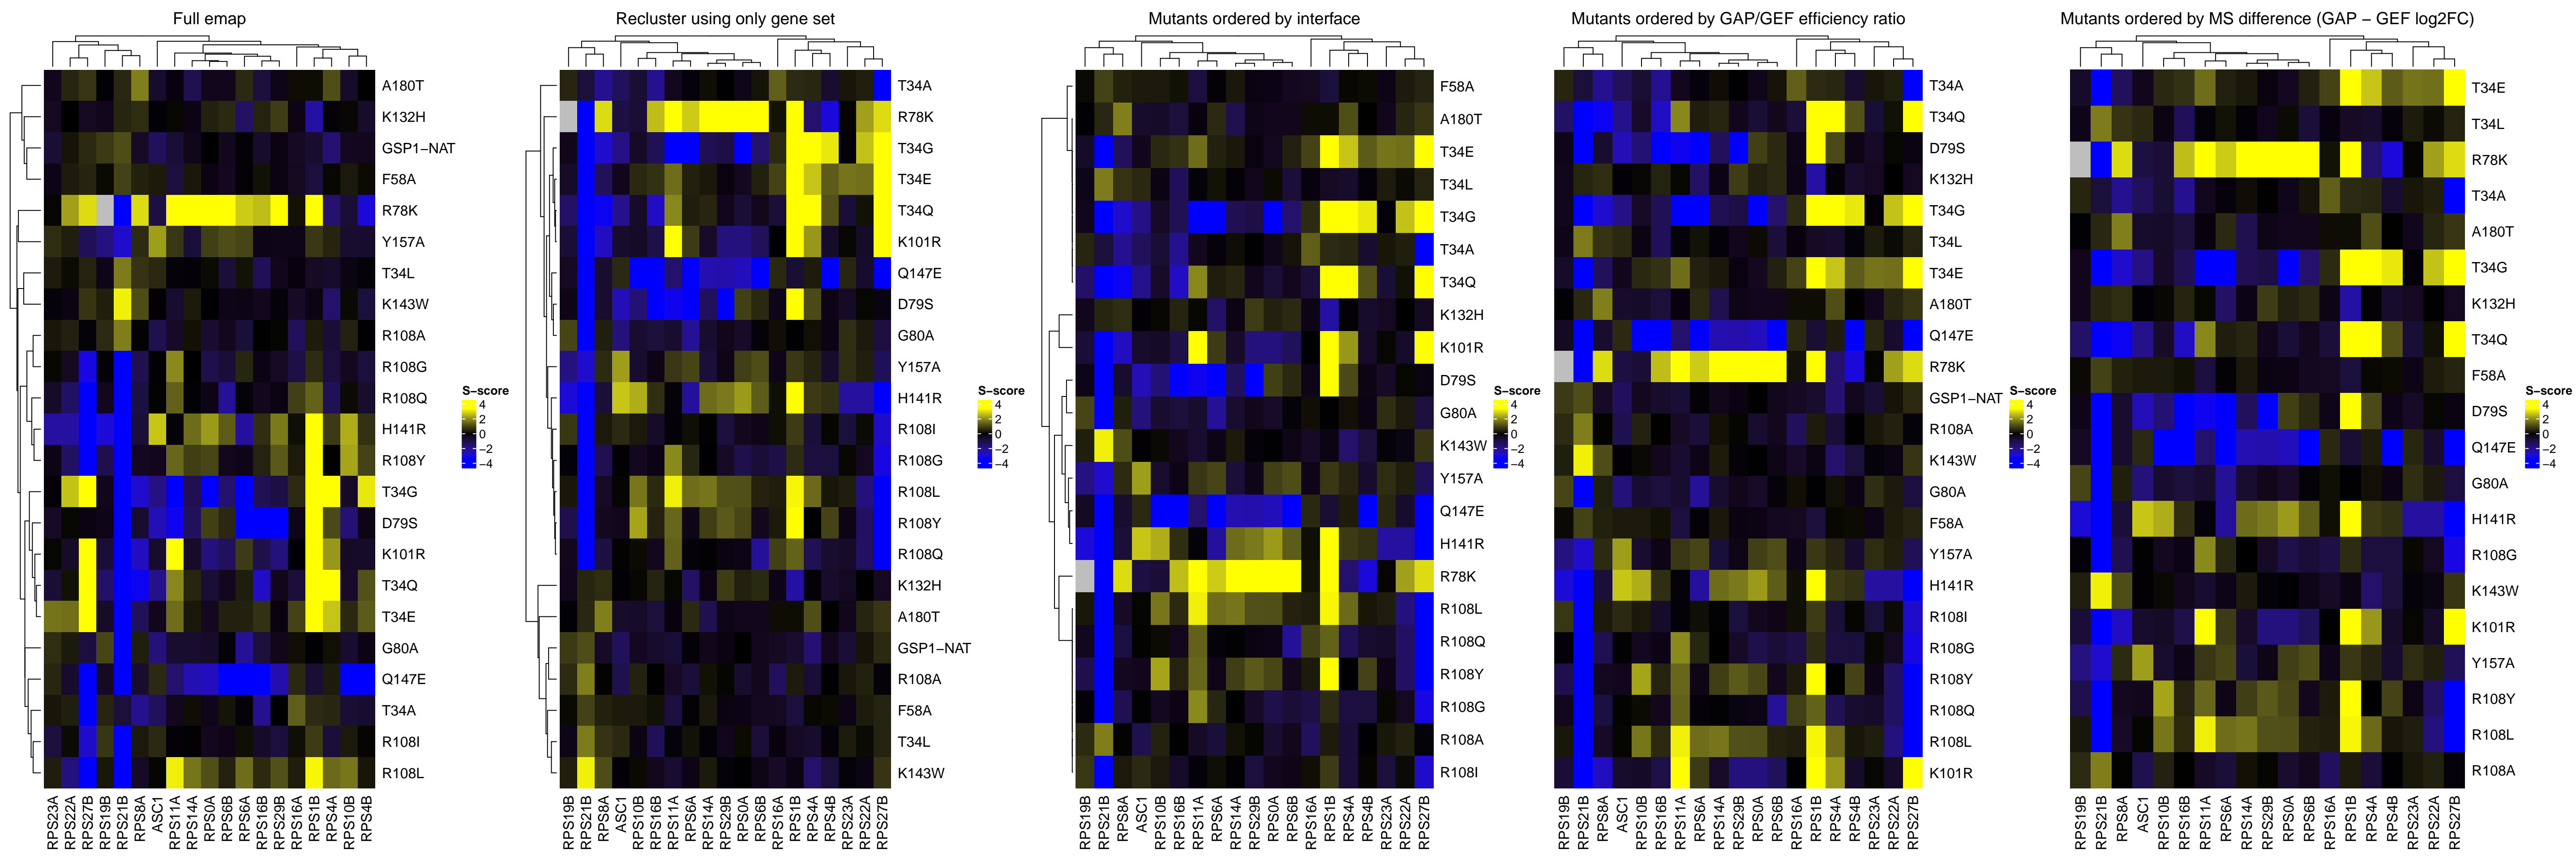 Full emap
A180T
K132H
GSP1−NAT
F58A
R78K
Y157A
T34L
K143W
R108A
R108G
R108Q
H141R
R108Y
T34G
D79S
K101R
T34Q
T34E
G80A
Q147E
T34A
R108I
R108L
RPS23A
RPS22A
RPS27B
RPS19B
RPS21B
RPS8A
ASC1
RPS11A
RPS14A
RPS0A
RPS6B
RPS6A
RPS16B
RPS29B
RPS16A
RPS1B
RPS4A
RPS10B
RPS4B
S−score
4
2
0
−2
−4
Recluster using only gene set
T34A
R78K
T34G
T34E
T34Q
K101R
Q147E
D79S
G80A
Y157A
H141R
R108I
R108G
R108L
R108Y
R108Q
K132H
A180T
GSP1−NAT
R108A
F58A
T34L
K143W
RPS19B
RPS21B
RPS8A
ASC1
RPS10B
RPS16B
RPS11A
RPS6A
RPS14A
RPS29B
RPS0A
RPS6B
RPS16A
RPS1B
RPS4A
RPS4B
RPS23A
RPS22A
RPS27B
S−score
4
2
0
−2
−4
Mutants ordered by interface
F58A
A180T
T34E
T34L
T34G
T34A
T34Q
K132H
K101R
D79S
G80A
K143W
Y157A
Q147E
H141R
R78K
R108L
R108Q
R108Y
R108G
R108A
R108I
RPS19B
RPS21B
RPS8A
ASC1
RPS10B
RPS16B
RPS11A
RPS6A
RPS14A
RPS29B
RPS0A
RPS6B
RPS16A
RPS1B
RPS4A
RPS4B
RPS23A
RPS22A
RPS27B
S−score
4
2
0
−2
−4
Mutants ordered by GAP/GEF efficiency ratio
T34A
T34Q
D79S
K132H
T34G
T34L
T34E
A180T
Q147E
R78K
GSP1−NAT
R108A
K143W
G80A
F58A
Y157A
H141R
R108I
R108G
R108Y
R108Q
R108L
K101R
RPS19B
RPS21B
RPS8A
ASC1
RPS10B
RPS16B
RPS11A
RPS6A
RPS14A
RPS29B
RPS0A
RPS6B
RPS16A
RPS1B
RPS4A
RPS4B
RPS23A
RPS22A
RPS27B
S−score
4
2
0
−2
−4
Mutants ordered by MS difference (GAP − GEF log2FC)
T34E
T34L
R78K
T34A
A180T
T34G
K132H
T34Q
F58A
D79S
Q147E
G80A
H141R
R108G
K143W
K101R
Y157A
R108Y
R108L
R108A
RPS19B
RPS21B
RPS8A
ASC1
RPS10B
RPS16B
RPS11A
RPS6A
RPS14A
RPS29B
RPS0A
RPS6B
RPS16A
RPS1B
RPS4A
RPS4B
RPS23A
RPS22A
RPS27B
S−score
4
2
0
−2
−4